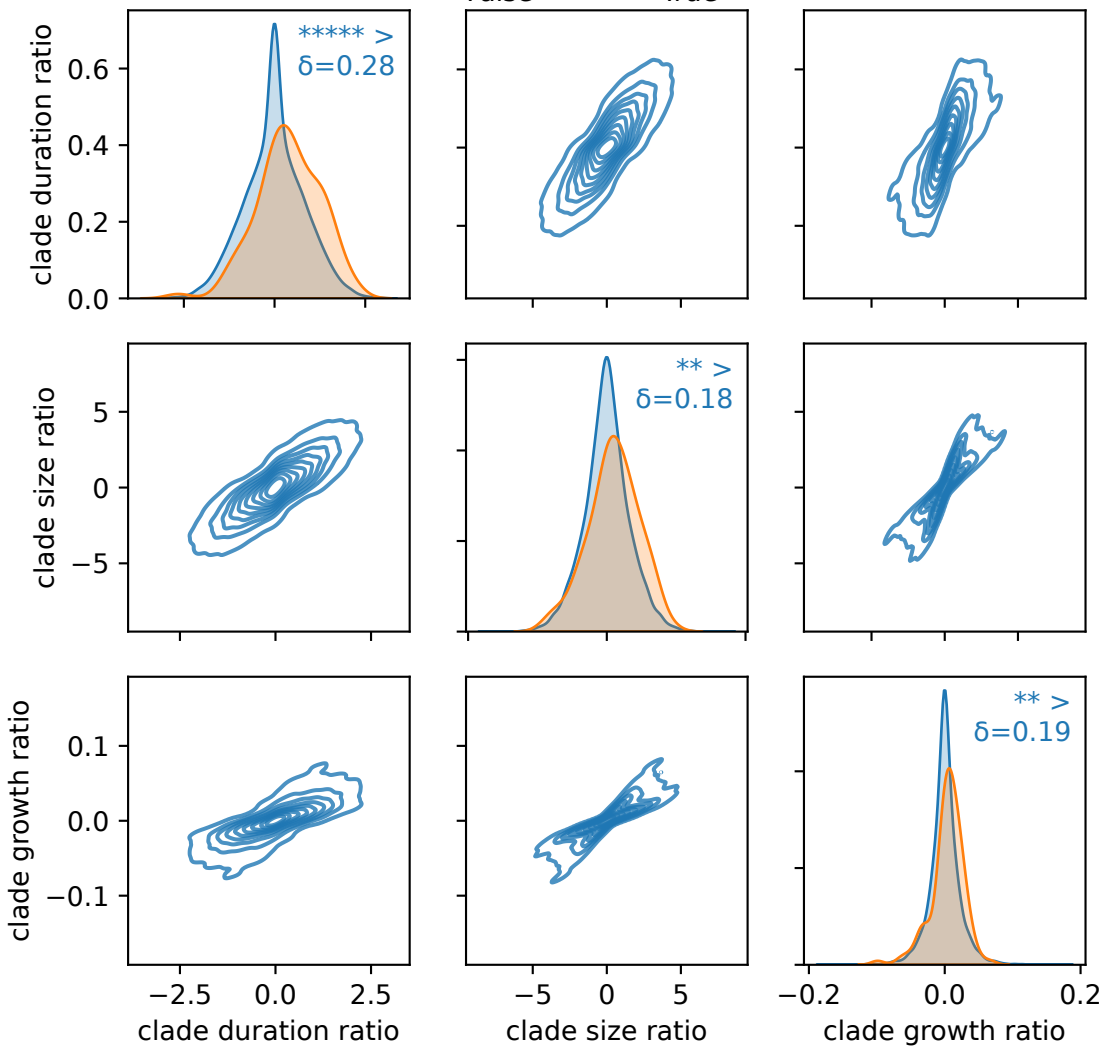 ***** >
δ=0.28
** >
δ=0.18
** >
δ=0.19
clade duration ratio
0.6
0.4
0.2
0.0
clade size ratio
5
0
−5
clade growth ratio
0.1
0.0
−0.1
−2.5 0.0 2.5
−5 0 5
−0.2 0.0 0.2
clade duration ratio
clade size ratio
clade growth ratio